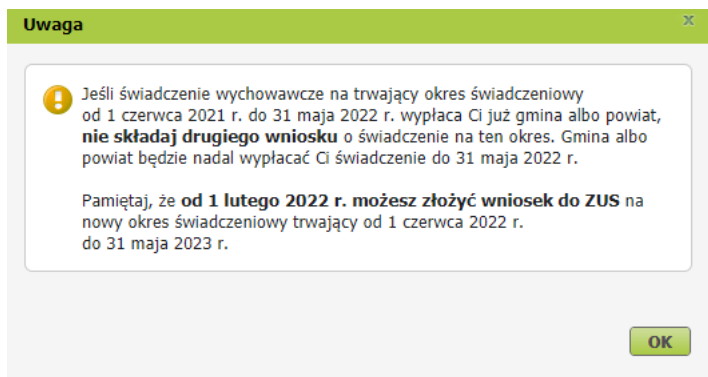 Uwaga
x
Jeśli świadczenie wychowawcze na trwający okres świadczeniowy
od 1 czerwca 2021 r. do 31 maja 2022 r. wypłaca Ci już gmina albo powiat,
nie składaj drugiego wniosku o świadczenie na ten okres. Gmina albo
powiat będzie nadal wypłacać Ci świadczenie do 31 maja 2022 r.
Pamiętaj, że od 1 lutego 2022 r. możesz złożyć wniosek do ZUS na
nowy okres świadczeniowy trwający od 1 czerwca 2022 r.
do 31 maja 2023 r.
OK